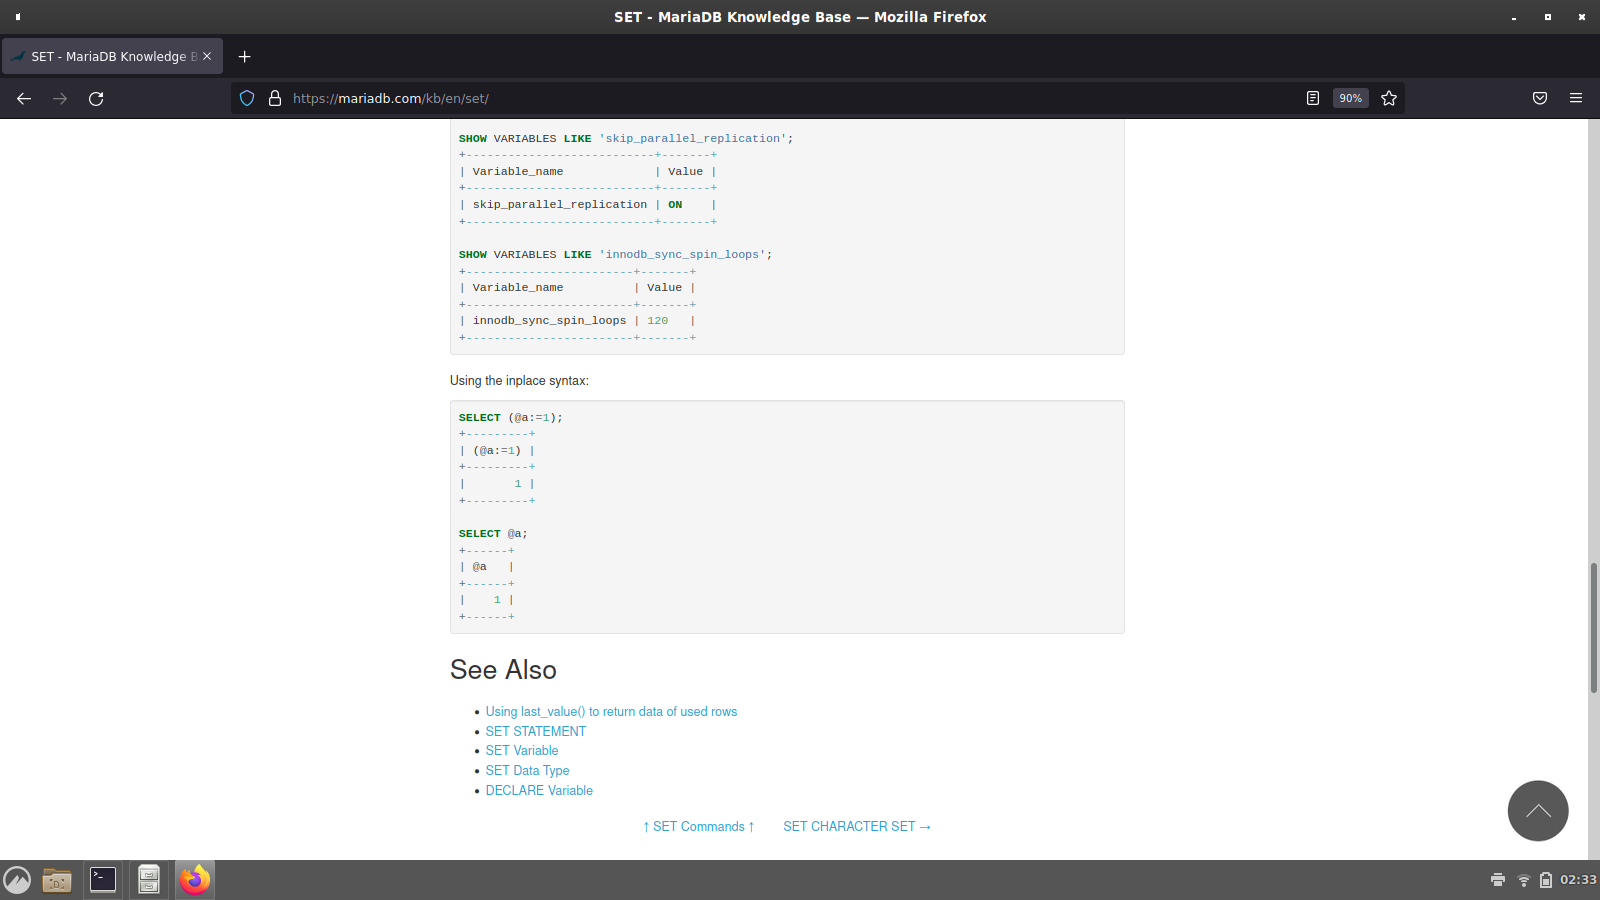 SET - MariaDB Knowledge Base — Mozilla Firefox
SET - MariaDB Knowledge B
https://mariadb.com/kb/en/set/
90%
SHOW VARIABLES LIKE 'skip_parallel_replication';
+---------------------------+-------+
| Variable_name             | Value |
+---------------------------+-------+
| skip_parallel_replication | ON    |
+---------------------------+-------+
SHOW VARIABLES LIKE 'innodb_sync_spin_loops';
+------------------------+-------+
| Variable_name          | Value |
+------------------------+-------+
| innodb_sync_spin_loops | 120   |
+------------------------+-------+
Using the inplace syntax:
SELECT (@a:=1);
+---------+
| (@a:=1) |
+---------+
|       1 |
+---------+
SELECT @a;
+------+
| @a   |
+------+
|    1 |
+------+
See Also
• Using last_value() to return data of used rows
• SET STATEMENT
• SET Variable
• SET Data Type
• DECLARE Variable
↑ SET Commands ↑ SET CHARACTER SET →
02:33